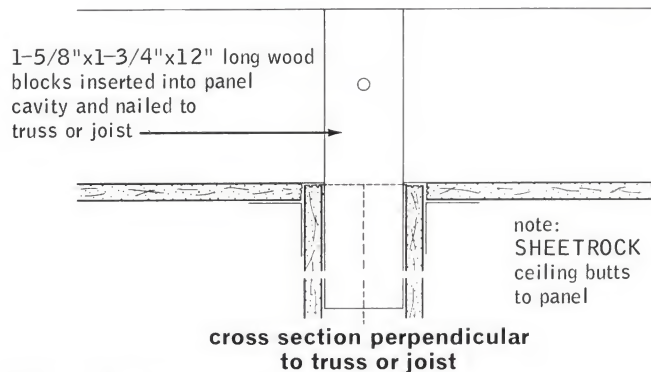 1-5/8"x1-3/4"x12" long wood
blocks inserted into panel
cavity and nailed to
truss or joist
note:
SHEETROCK
ceiling butts
to panel
cross section perpendicular
to truss or joist